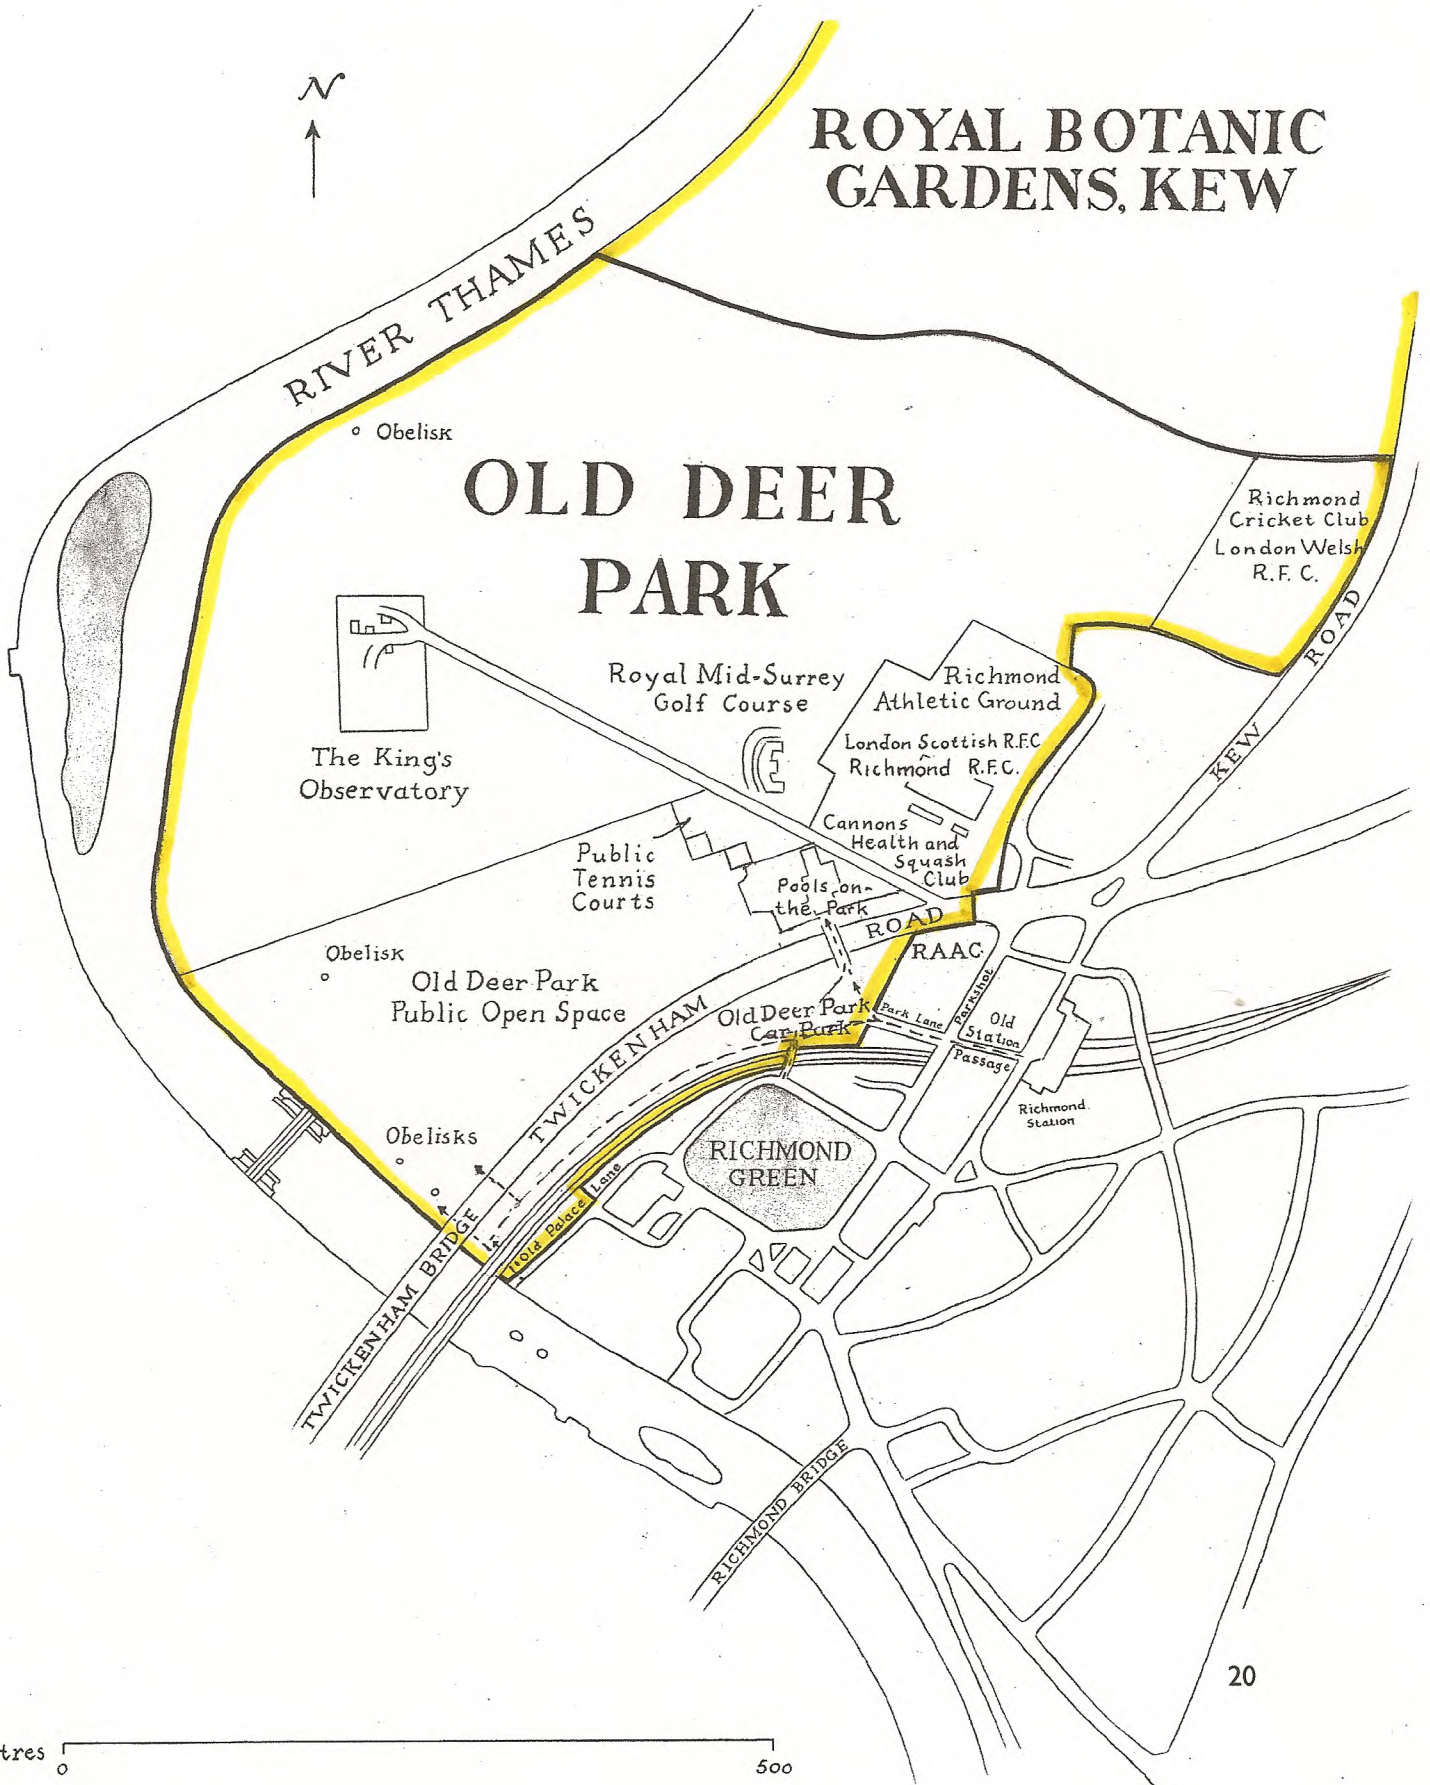 N
ROYAL BOTANIC
GARDENS, KEW
RIVER THAMES
Obelisk
OLD DEER
PARK
Richmond
Cricket Club
London Welsh
R.F.C.
KEW ROAD
Royal Mid-Surrey
Golf Course
Richmond
Athletic Ground
London Scottish R.F.C
Richmond R.F.C.
The King's
Observatory
Cannons
Health and
Squash
Club
Public
Tennis
Courts
Pools-on-
the-Park
TWICKENHAM ROAD
RAAC
Obelisk
Old Deer Park
Public Open Space
Old Deer Park
Car Park
Park Lane
Parkshot
Old
Station
Passage
Richmond
Station
Obelisks
RICHMOND
GREEN
Old Palace Lane
TWICKENHAM BRIDGE
RICHMOND BRIDGE
20
tres
0
500